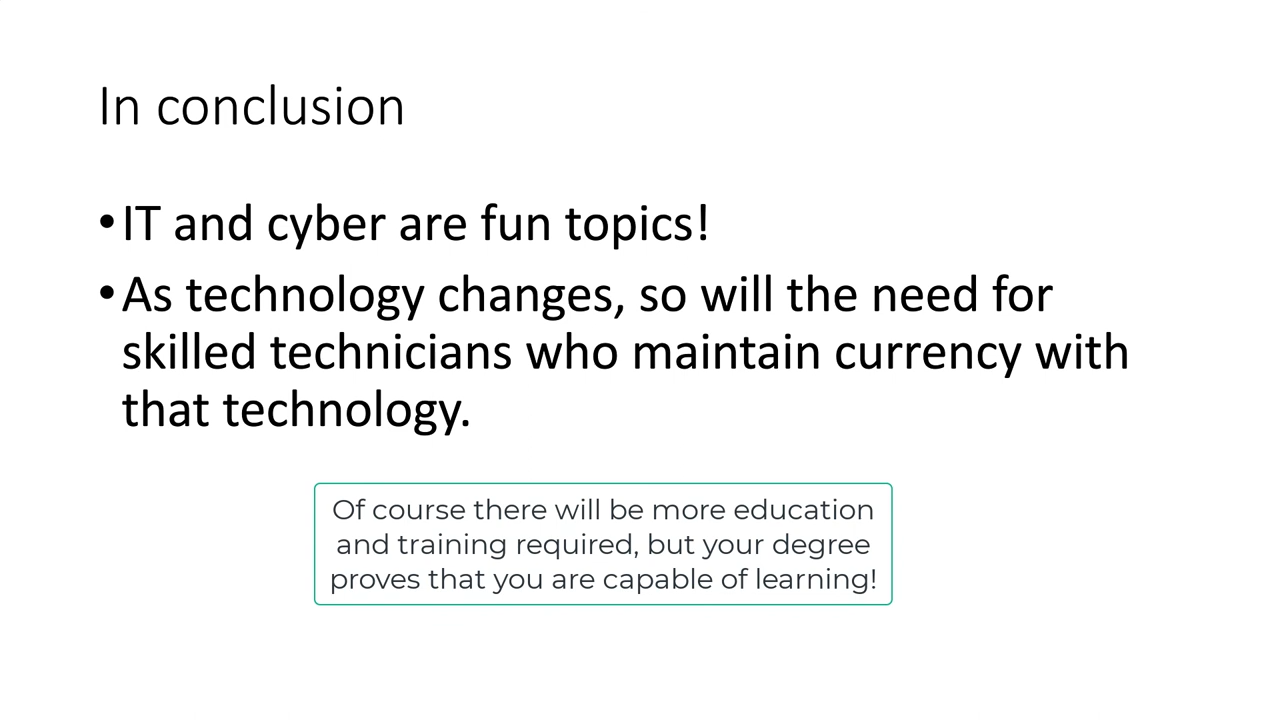 In conclusion
•IT and cyber are fun topics!
•As technology changes, so will the need for
skilled technicians who maintain currency with
that technology.
Of course there will be more education
and training required, but your degree
proves that you are capable of learning!